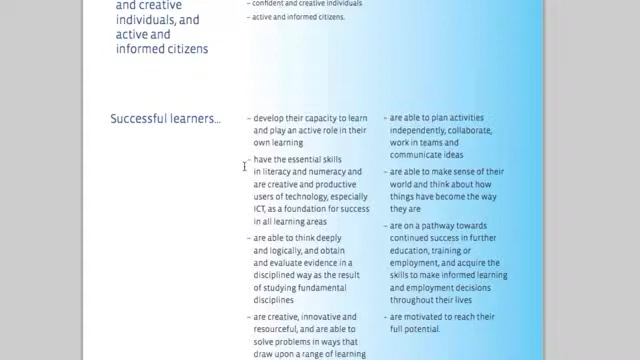 and creative
individuals, and
active and
informed citizens
– confident and creative individuals
– active and informed citizens.
Successful learners...
– develop their capacity to learn
and play an active role in their
own learning
– have the essential skills
in literacy and numeracy and
are creative and productive
users of technology, especially
ICT, as a foundation for success
in all learning areas
– are able to think deeply
and logically, and obtain
and evaluate evidence in a
disciplined way as the result
of studying fundamental
disciplines
– are creative, innovative and
resourceful, and are able to
solve problems in ways that
draw upon a range of learning
– are able to plan activities
independently, collaborate,
work in teams and
communicate ideas
– are able to make sense of their
world and think about how
things have become the way
they are
– are on a pathway towards
continued success in further
education, training or
employment, and acquire the
skills to make informed learning
and employment decisions
throughout their lives
– are motivated to reach their
full potential.